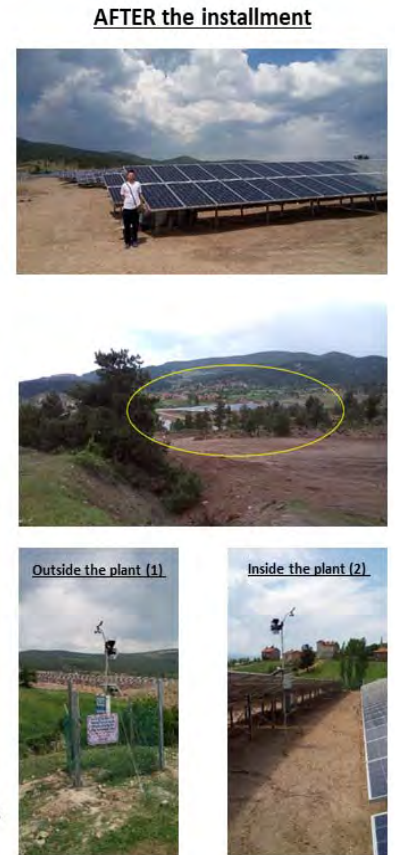 AFTER the installment
Outside the plant (1)
Inside the plant (2)